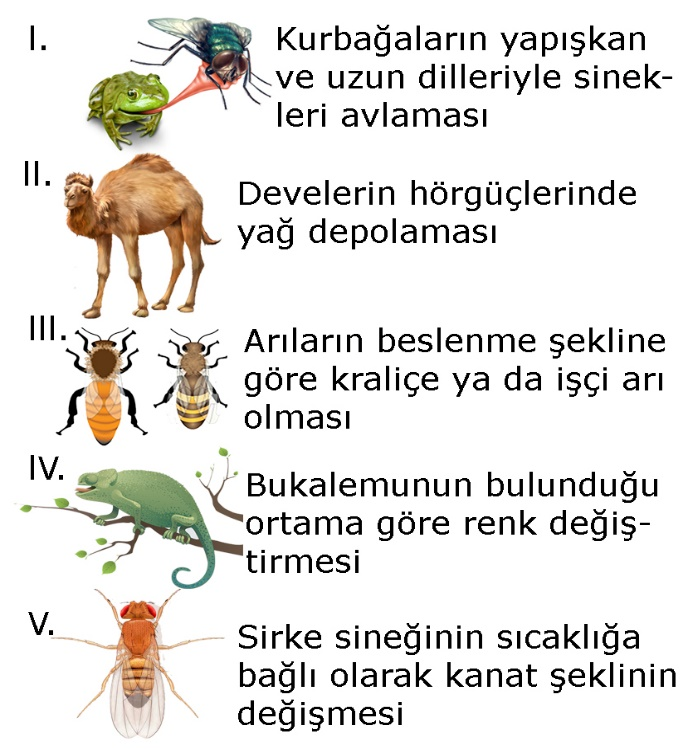 I.
Kurbağaların yapışkan
ve uzun dilleriyle sinek-
leri avlaması
II.
Develerin hörgüçlerinde
yağ depolaması
III.
Arıların beslenme şekline
göre kraliçe ya da işçi arı
olması
IV.
Bukalemunun bulunduğu
ortama göre renk değiş-
tirmesi
V.
Sirke sineğinin sıcaklığa
bağlı olarak kanat şeklinin
değişmesi